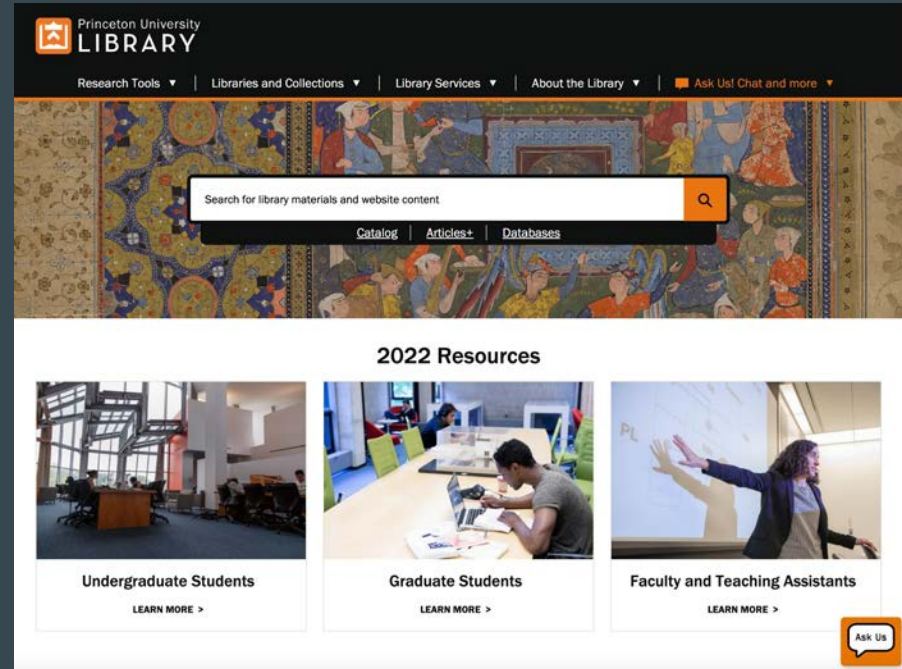 Princeton University
LIBRARY
Research Tools ▼ | Libraries and Collections ▼ | Library Services ▼ | About the Library ▼ | Ask Us! Chat and more ▼
Search for library materials and website content
Catalog | Articles+ | Databases
2022 Resources
PL
Undergraduate Students
Graduate Students
Faculty and Teaching Assistants
LEARN MORE >
LEARN MORE >
LEARN MORE >
Ask Us